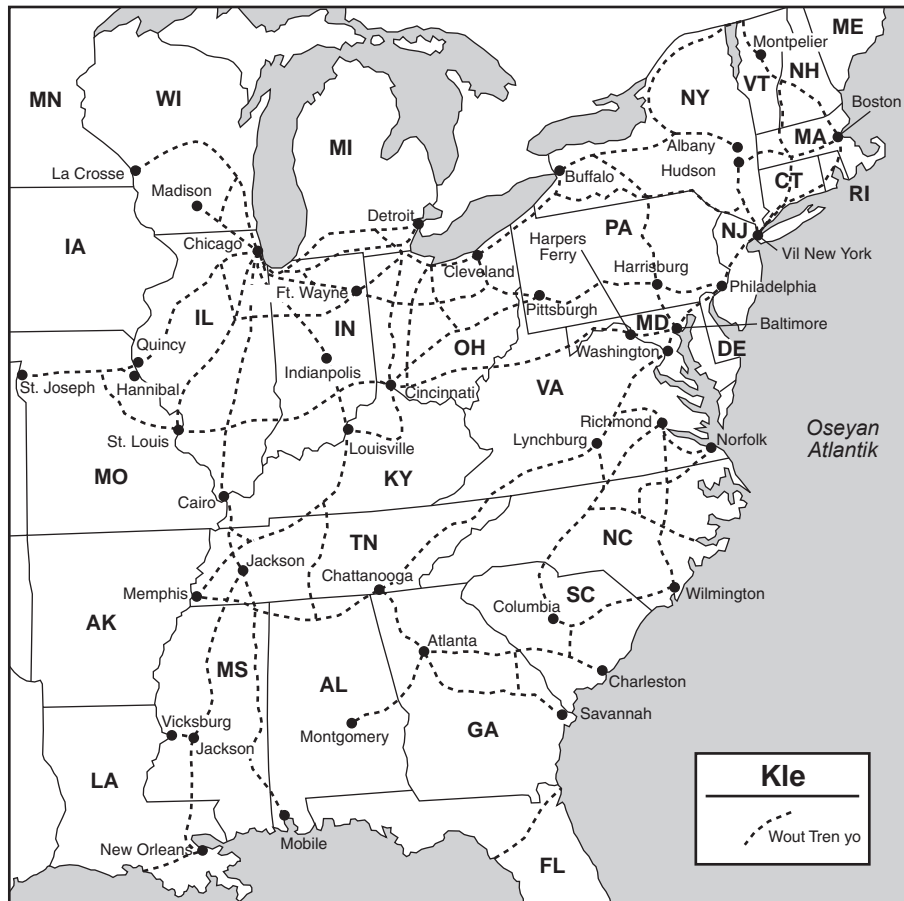 ME
MN
WI
VT
NH
Montpelier
NY
Boston
MI
MA
Albany
Hudson
La Crosse
Buffalo
CT
RI
Madison
Detroit
IA
PA
NJ
Chicago
Harpers
Ferry
Vil New York
Cleveland
Harrisburg
Ft. Wayne
Philadelphia
Pittsburgh
IL
IN
MD
Baltimore
Quincy
OH
Washington
DE
Indianpolis
St. Joseph
Hannibal
Cincinnati
VA
Richmond
Oseyan
Atlantik
St. Louis
Louisville
Lynchburg
Norfolk
MO
KY
Cairo
TN
NC
Jackson
Chattanooga
Memphis
SC
Wilmington
Columbia
AK
Atlanta
MS
AL
Charleston
Vicksburg
Savannah
Jackson
Montgomery
GA
LA
Kle
Wout Tren yo
Mobile
New Orleans
FL